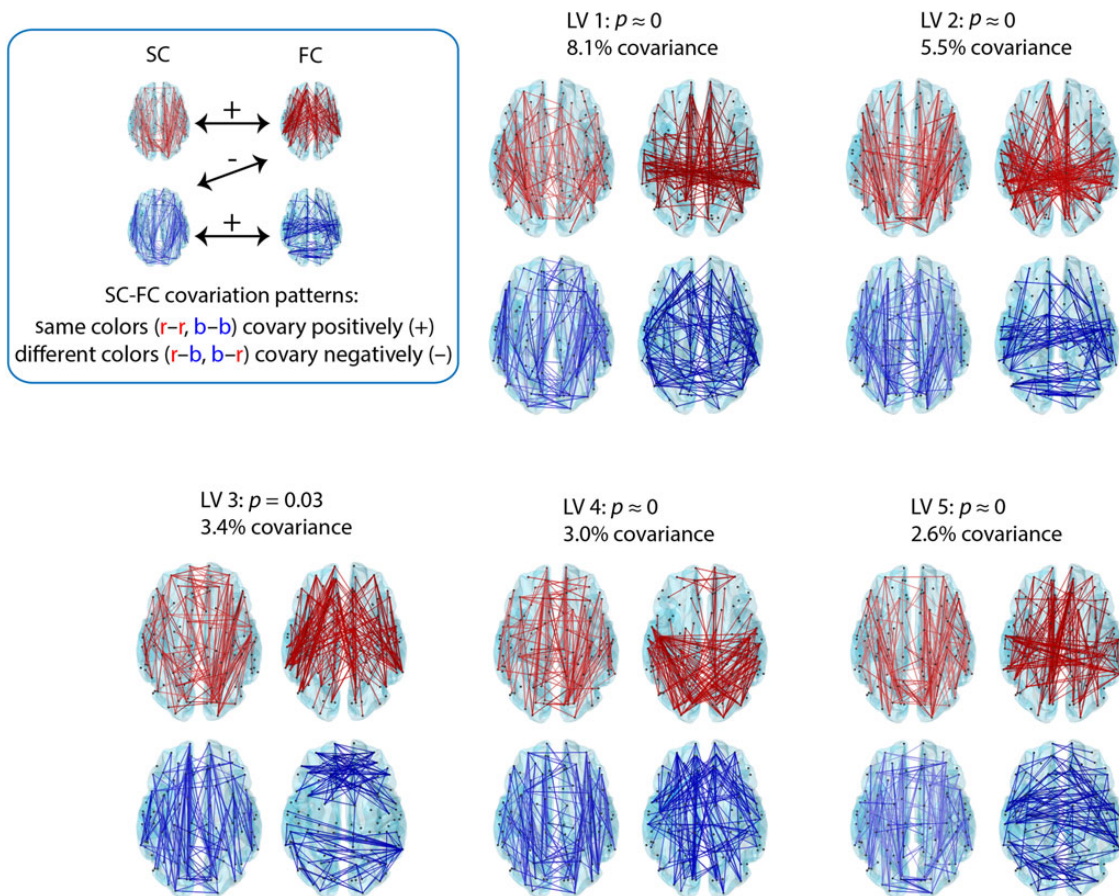 SC FC
+
-
+
SC-FC covariation patterns:
same colors (r–r, b–b) covary positively (+)
different colors (r–b, b–r) covary negatively (–)
LV 1: p ≈ 0
8.1% covariance
LV 2: p ≈ 0
5.5% covariance
LV 3: p = 0.03
3.4% covariance
LV 4: p ≈ 0
3.0% covariance
LV 5: p ≈ 0
2.6% covariance